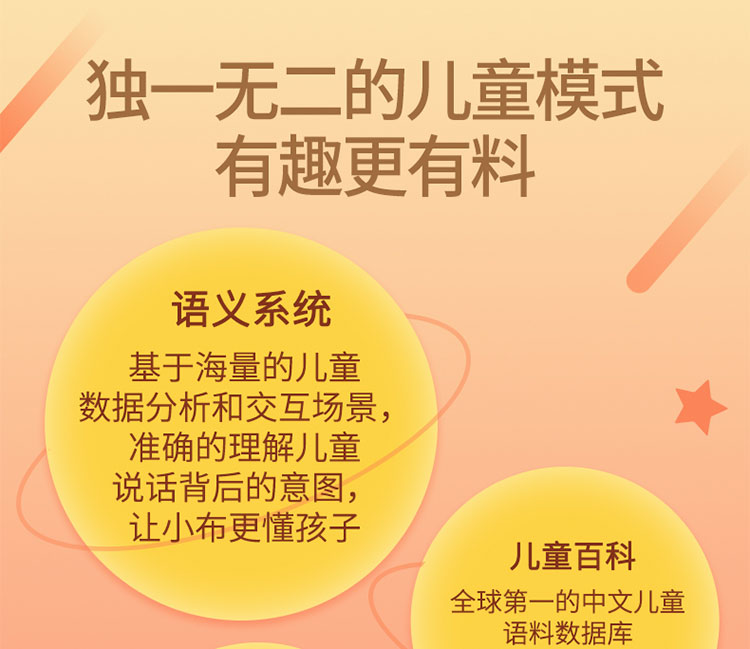 独一无二的儿童模式
有趣更有料
语义系统
基于海量的儿童
数据分析和交互场景，
准确的理解儿童
说话背后的意图，
让小布更懂孩子
儿童百科
全球第一的中文儿童
语料数据库